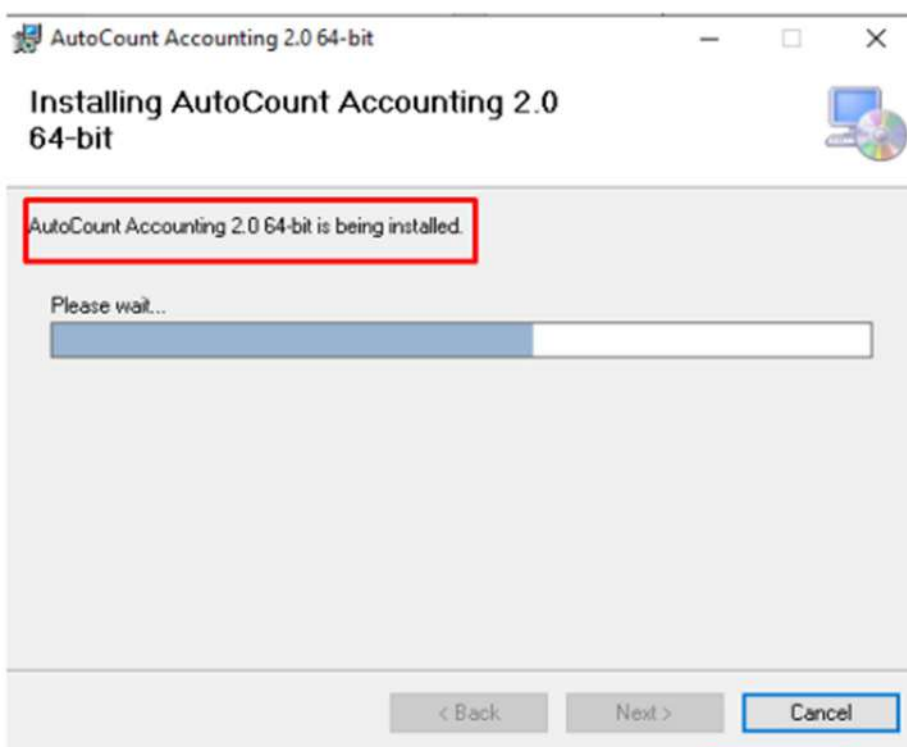 AutoCount Accounting 2.0 64-bit
Installing AutoCount Accounting 2.0
64-bit
AutoCount Accounting 2.0 64-bit is being installed.
Please wait...
< Back
Next >
Cancel